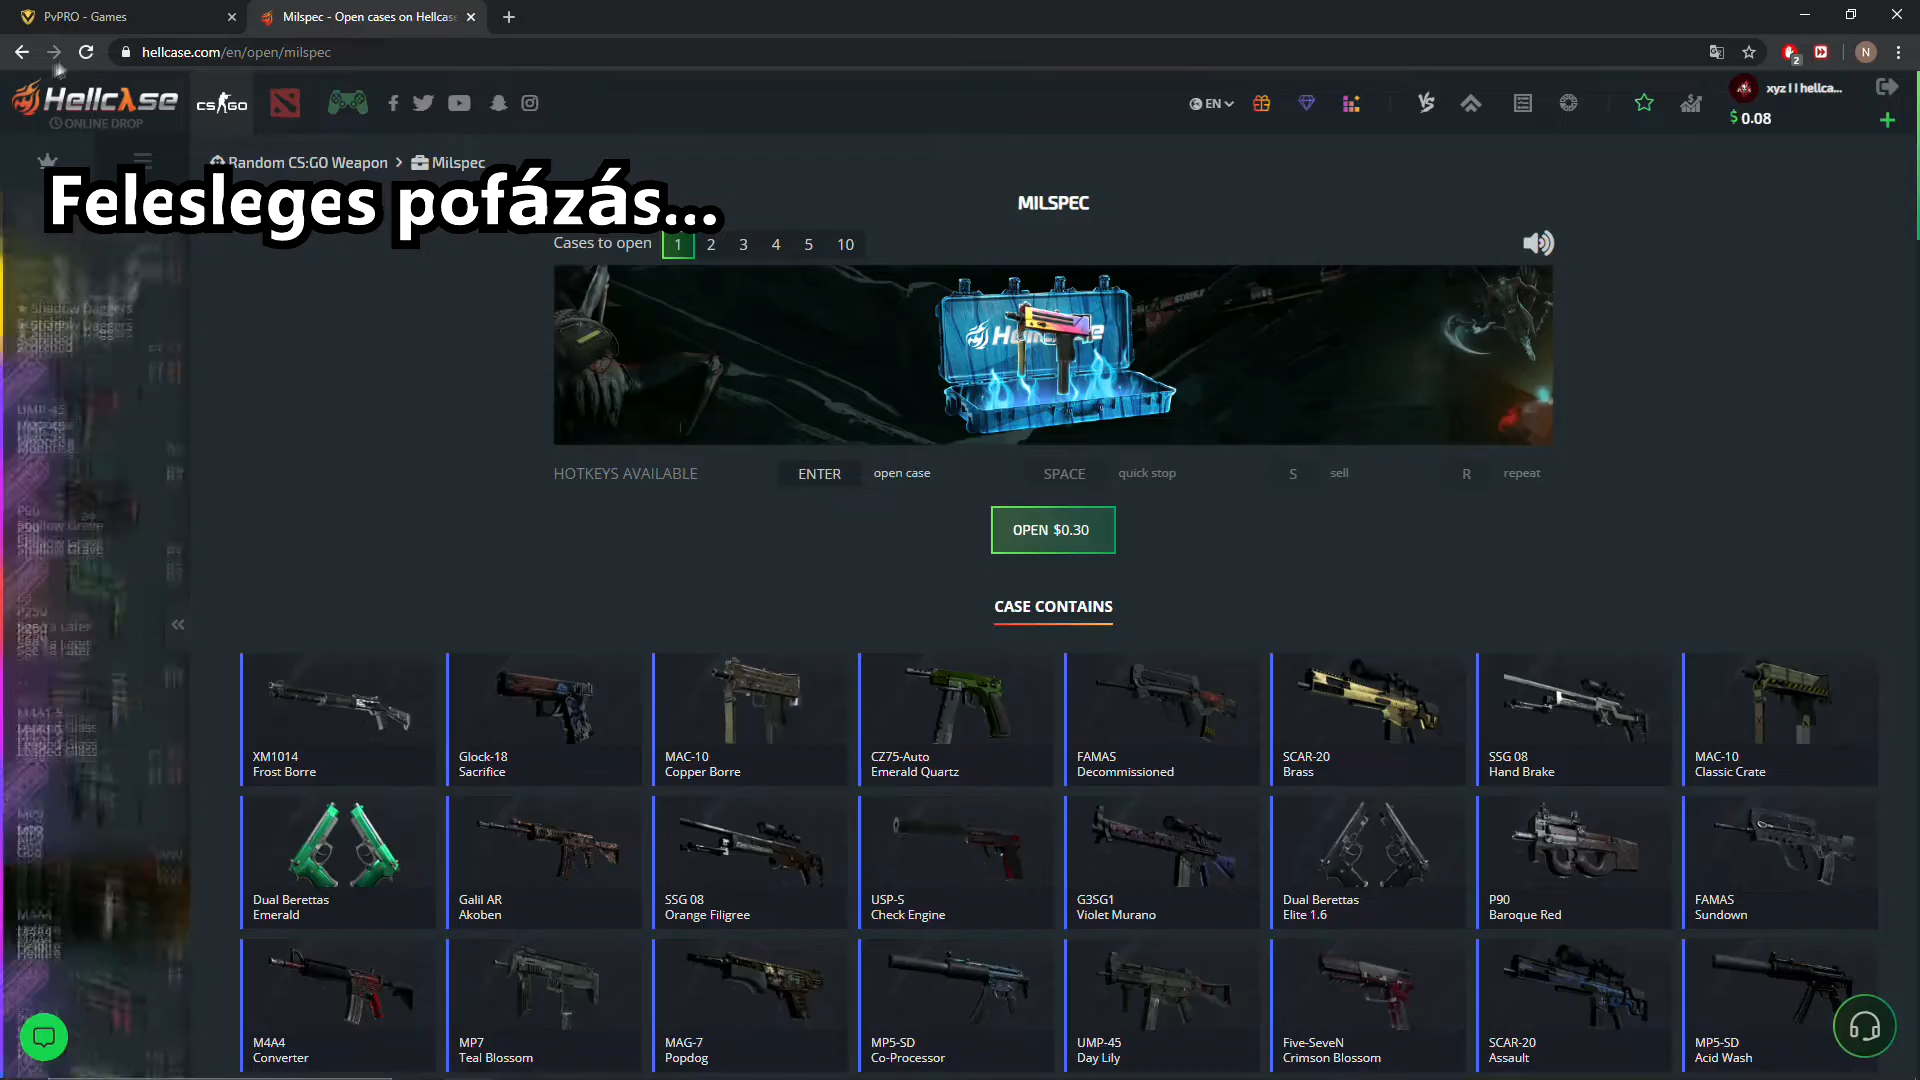 PvPRO - Games
Milspec - Open cases on Hellcase
hellcase.com/en/open/milspec
N
2
Hellcase
ONLINE DROP
CS:GO
EN
VS
xyz l l hellca...
$ 0.08
Random CS:GO Weapon > Milspec
Felesleges pofázás...
MILSPEC
Cases to open 1 2 3 4 5 10
HOTKEYS AVAILABLE ENTER open case SPACE quick stop S sell R repeat
OPEN $0.30
CASE CONTAINS
XM1014
Frost Borre
Glock-18
Sacrifice
MAC-10
Copper Borre
CZ75-Auto
Emerald Quartz
FAMAS
Decommissioned
SCAR-20
Brass
SSG 08
Hand Brake
MAC-10
Classic Crate
Dual Berettas
Emerald
Galil AR
Akoben
SSG 08
Orange Filigree
USP-S
Check Engine
G3SG1
Violet Murano
Dual Berettas
Elite 1.6
P90
Baroque Red
FAMAS
Sundown
M4A4
Converter
MP7
Teal Blossom
MAG-7
Popdog
MP5-SD
Co-Processor
UMP-45
Day Lily
Five-SeveN
Crimson Blossom
SCAR-20
Assault
MP5-SD
Acid Wash